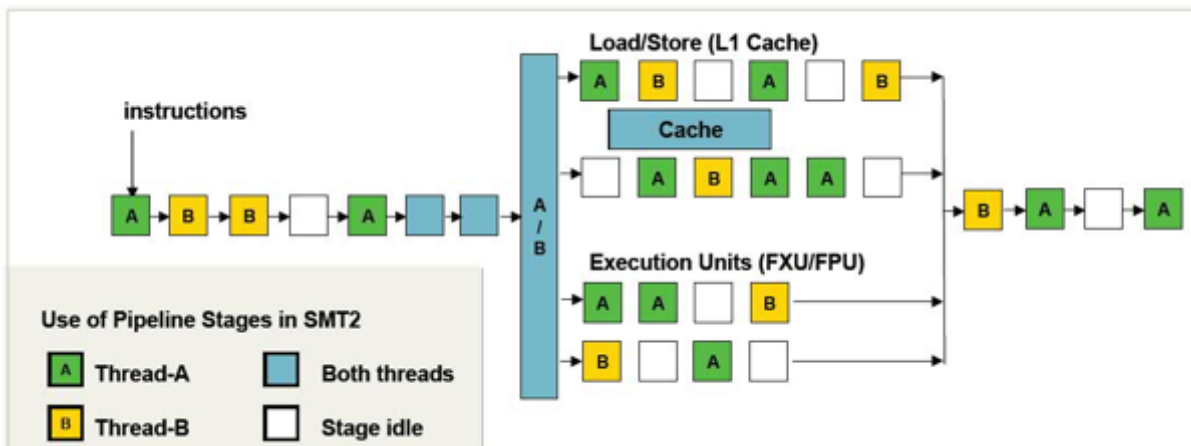 Load/Store (L1 Cache)
A B A B
instructions
Cache
A B A A
A B B A
A
/
B
B A A
Execution Units (FXU/FPU)
A A B
B A
Use of Pipeline Stages in SMT2
A Thread-A Both threads
B Thread-B Stage idle